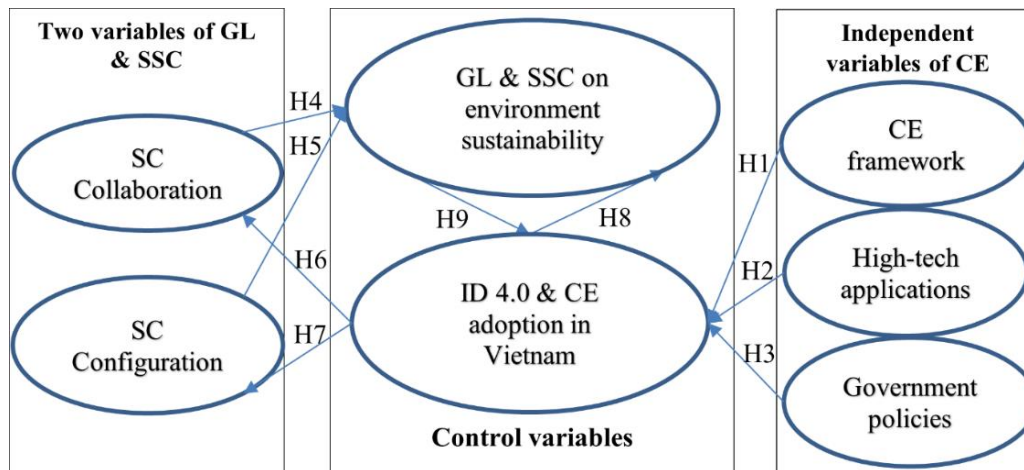 Two variables of GL
& SSC
SC
Collaboration
SC
Configuration
H4
H5
H6
H7
GL & SSC on
environment
sustainability
H9
H8
ID 4.0 & CE
adoption in
Vietnam
Control variables
H1
H2
H3
Independent
variables of CE
CE
framework
High-tech
applications
Government
policies